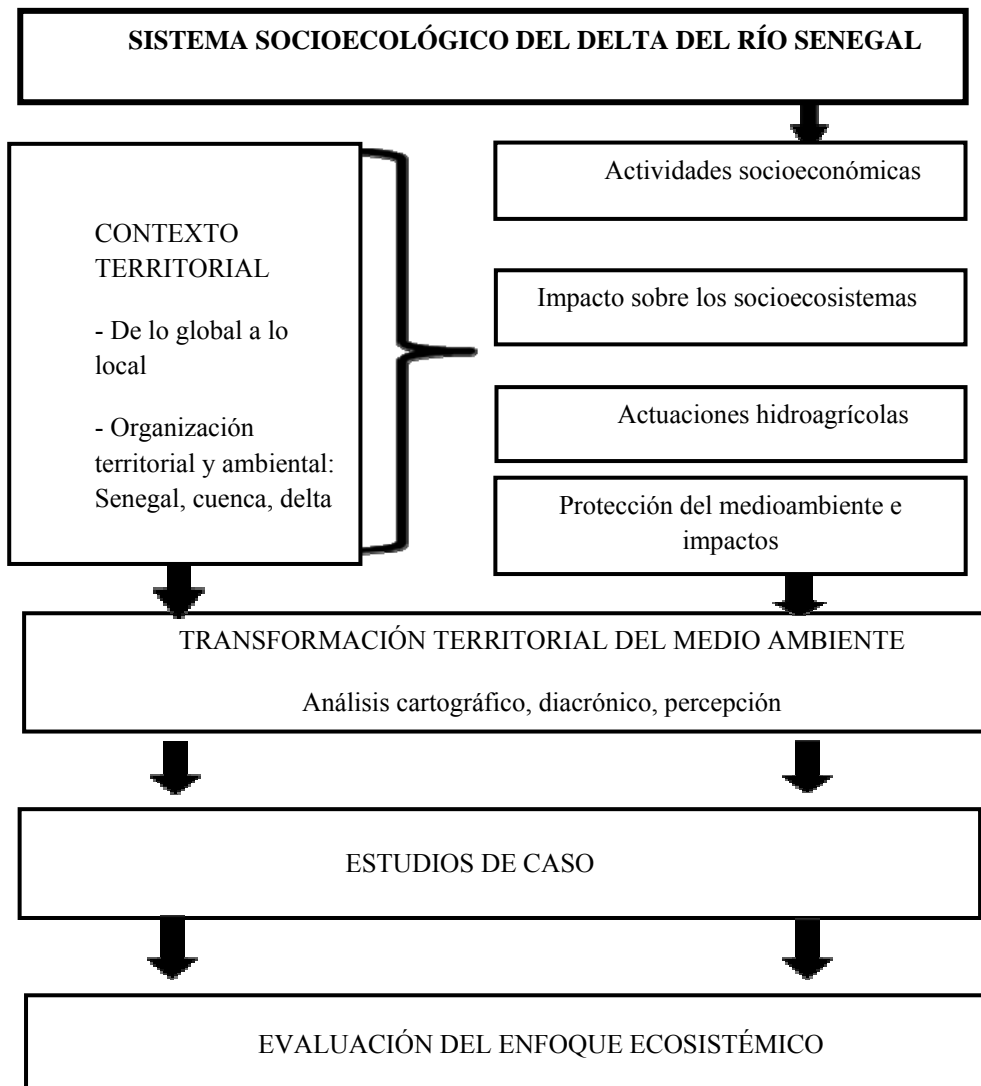 SISTEMA SOCIOECOLÓGICO DEL DELTA DEL RÍO SENEGAL
CONTEXTO
TERRITORIAL
- De lo global a lo
local
- Organización
territorial y ambiental:
Senegal, cuenca, delta
Actividades socioeconómicas
Impacto sobre los socioecosistemas
Actuaciones hidroagrícolas
Protección del medioambiente e
impactos
TRANSFORMACIÓN TERRITORIAL DEL MEDIO AMBIENTE
Análisis cartográfico, diacrónico, percepción
ESTUDIOS DE CASO
EVALUACIÓN DEL ENFOQUE ECOSISTÉMICO